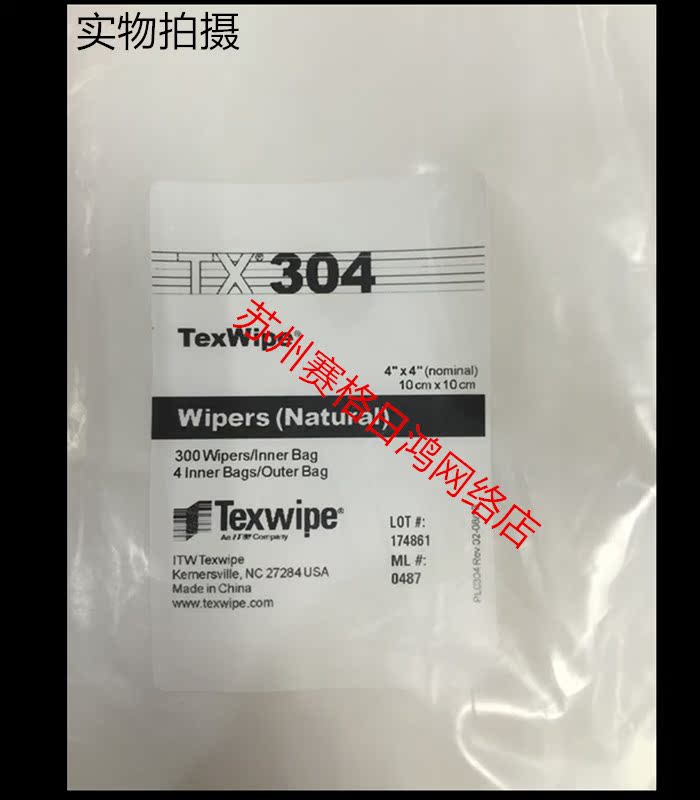 实物拍摄
TX® 304
TexWipe®
4" x 4" (nominal)
10 cm x 10 cm
Wipers (Natural)
300 Wipers/Inner Bag
4 Inner Bags/Outer Bag
Texwipe®
An ITW Company
LOT #:
174861
ML #:
0487
ITW Texwipe
Kernersville, NC 27284 USA
Made in China
www.texwipe.com
苏州赛格日鸿网络店